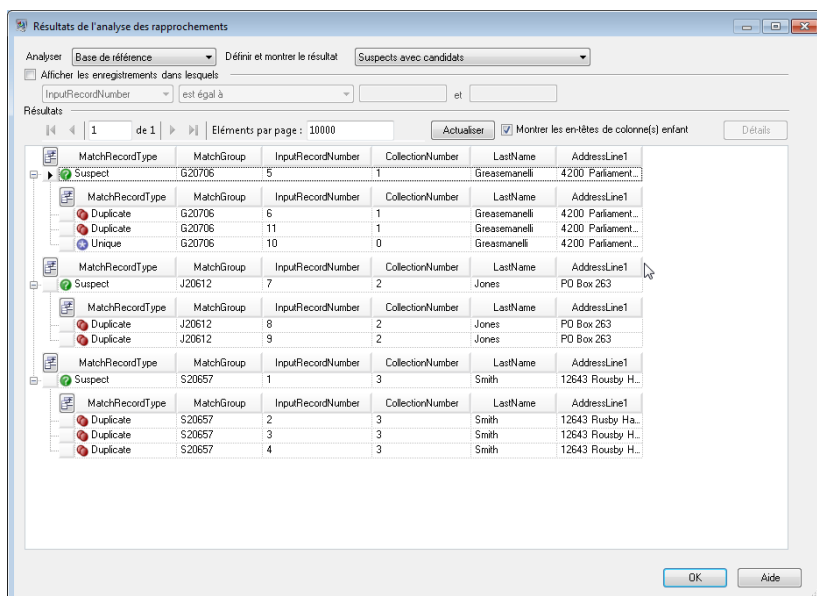 Résultats de l'analyse des rapprochements
Analyser Base de référence Définir et montrer le résultat Suspects avec candidats
Afficher les enregistrements dans lesquels
InputRecordNumber est égal à et
Résultats
1 de 1 Eléments par page : 10000 Actualiser Montrer les en-têtes de colonne(s) enfant Détails
MatchRecordType MatchGroup InputRecordNumber CollectionNumber LastName AddressLine1
Suspect G20706 5 1 Greasemanelli 4200 Parliament...
MatchRecordType MatchGroup InputRecordNumber CollectionNumber LastName AddressLine1
Duplicate G20706 6 1 Greasemanelli 4200 Parliament...
Duplicate G20706 11 1 Greasemanelli 4200 Parliament...
Unique G20706 10 0 Greasmanelli 4200 Parliament...
MatchRecordType MatchGroup InputRecordNumber CollectionNumber LastName AddressLine1
Suspect J20612 7 2 Jones PO Box 263
MatchRecordType MatchGroup InputRecordNumber CollectionNumber LastName AddressLine1
Duplicate J20612 8 2 Jones PO Box 263
Duplicate J20612 9 2 Jones PO Box 263
MatchRecordType MatchGroup InputRecordNumber CollectionNumber LastName AddressLine1
Suspect S20657 1 3 Smith 12643 Rousby H...
MatchRecordType MatchGroup InputRecordNumber CollectionNumber LastName AddressLine1
Duplicate S20657 2 3 Smith 12643 Rusby Ha...
Duplicate S20657 3 3 Smith 12643 Rousby H...
Duplicate S20657 4 3 Smith 12643 Rousby H...
OK Aide